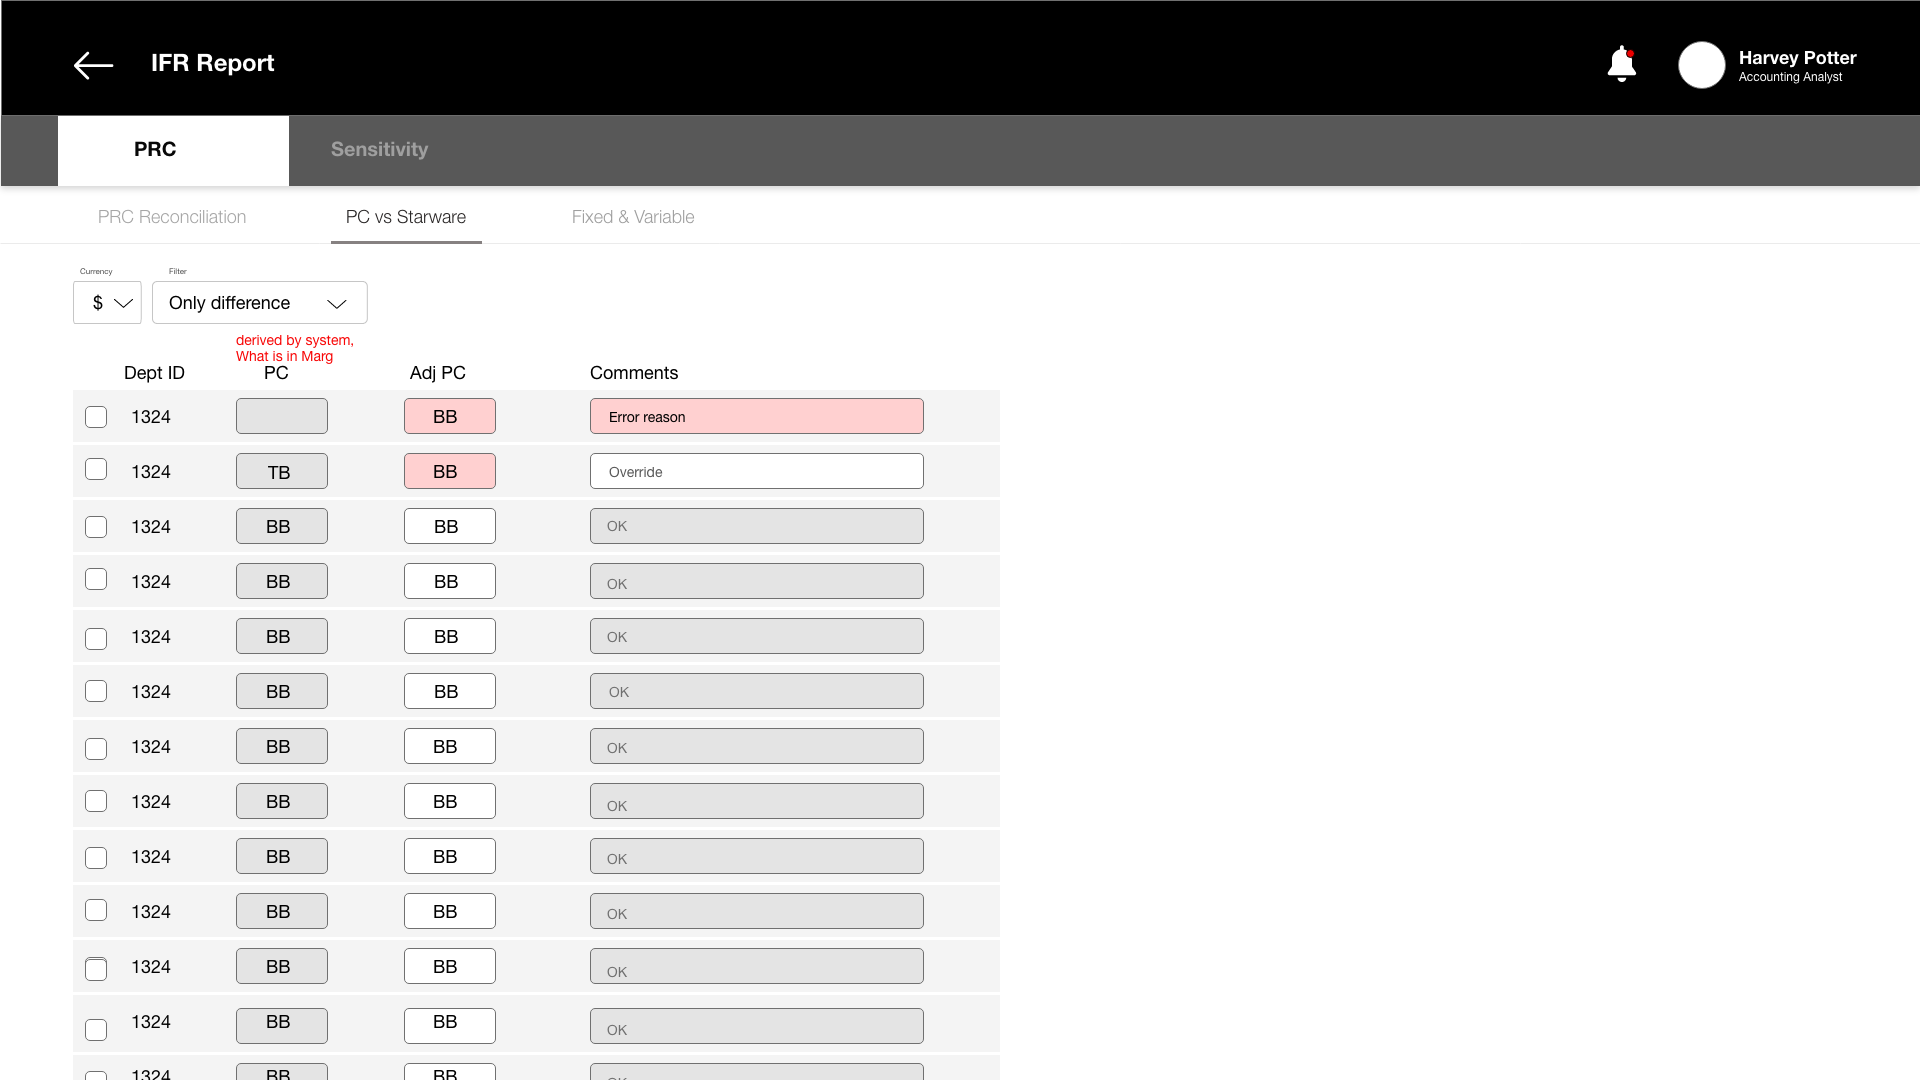 IFR Report
Harvey Potter
Accounting Analyst
PRC
Sensitivity
PRC Reconciliation
PC vs Starware
Fixed & Variable
Currency
Filter
$
Only difference
derived by system,
What is in Marg
Dept ID
PC
Adj PC
Comments
1324 BB Error reason
1324 TB BB Override
1324 BB BB OK
1324 BB BB OK
1324 BB BB OK
1324 BB BB OK
1324 BB BB OK
1324 BB BB OK
1324 BB BB OK
1324 BB BB OK
1324 BB BB OK
1324 BB BB OK
1324 BB BB OK